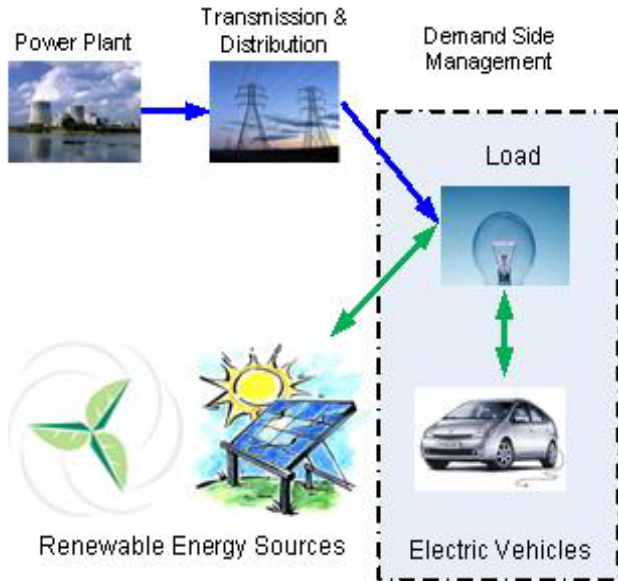 Power Plant
Transmission &
Distribution
Demand Side
Management
Load
Renewable Energy Sources
Electric Vehicles